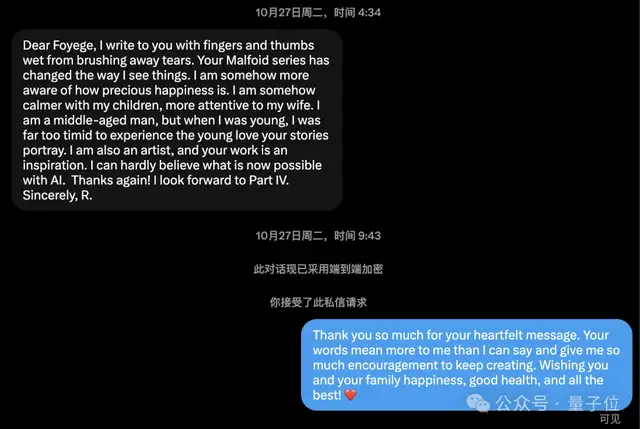 10月27日周二，时间 4:34
Dear Foyege, I write to you with fingers and thumbs
wet from brushing away tears. Your Malfoid series has
changed the way I see things. I am somehow more
aware of how precious happiness is. I am somehow
calmer with my children, more attentive to my wife. I
am a middle-aged man, but when I was young, I was
far too timid to experience the young love your stories
portray. I am also an artist, and your work is an
inspiration. I can hardly believe what is now possible
with AI.  Thanks again! I look forward to Part IV.
Sincerely, R.
10月27日周二，时间 9:43
此对话现已采用端到端加密
你接受了此私信请求
Thank you so much for your heartfelt message. Your
words mean more to me than I can say and give me so
much encouragement to keep creating. Wishing you
and your family happiness, good health, and all the
best! ❤️
公众号 · 量子位
可见